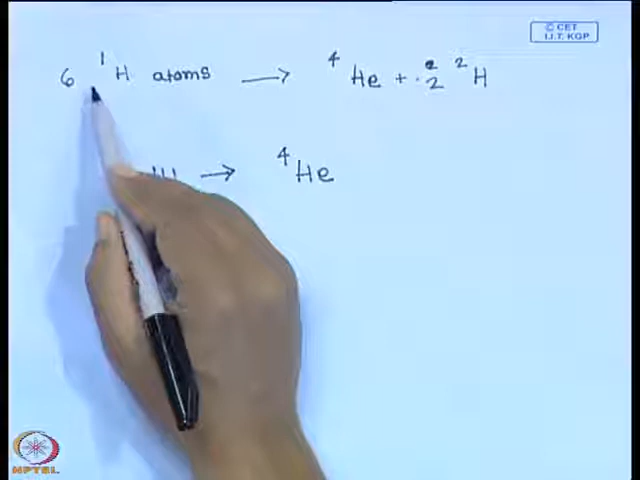 © CET
I.I.T. KGP
6 ¹H atoms → ⁴He + 2 ²H
→ ⁴He
NPTEL